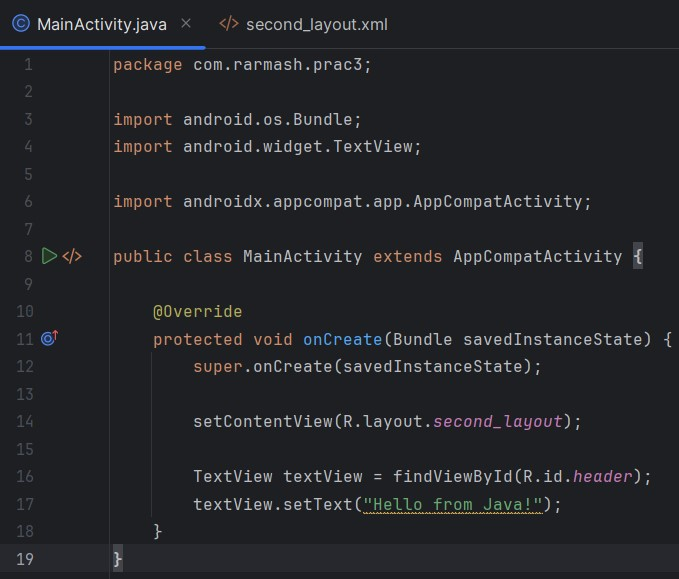 MainActivity.java second_layout.xml
1 package com.rarmash.prac3;
2
3 import android.os.Bundle;
4 import android.widget.TextView;
5
6 import androidx.appcompat.app.AppCompatActivity;
7
8 public class MainActivity extends AppCompatActivity {
9
10 @Override
11 protected void onCreate(Bundle savedInstanceState) {
12 super.onCreate(savedInstanceState);
13
14 setContentView(R.layout.second_layout);
15
16 TextView textView = findViewById(R.id.header);
17 textView.setText("Hello from Java!");
18 }
19 }